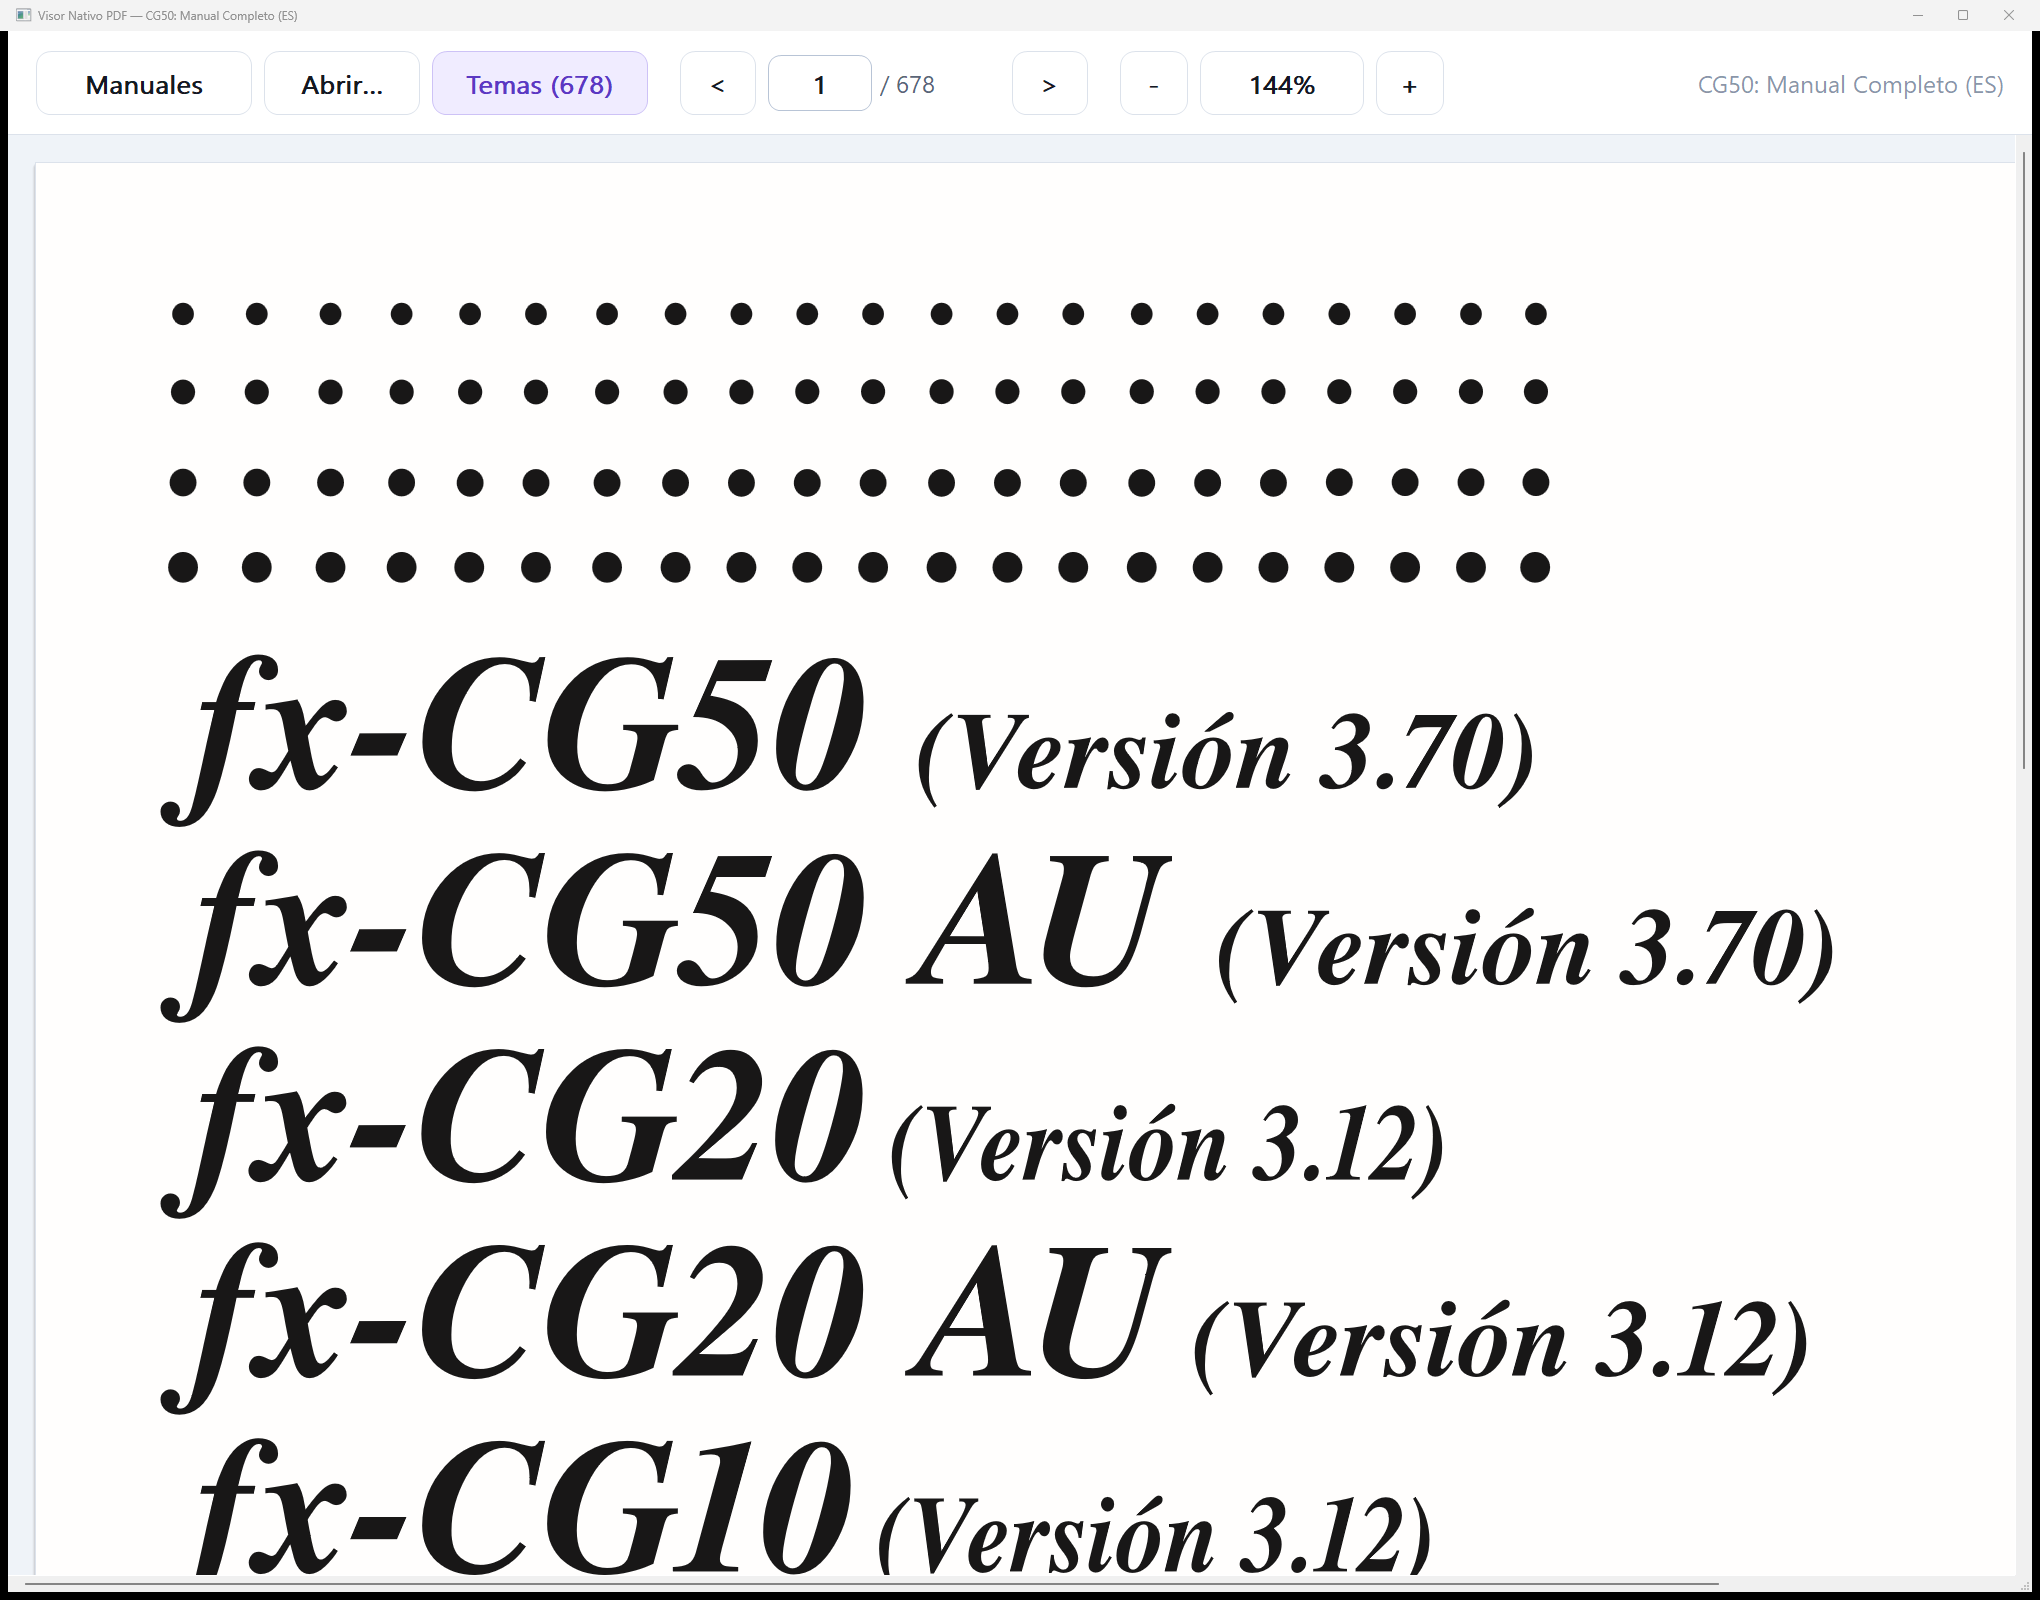 Visor Nativo PDF — CG50: Manual Completo (ES)
Manuales Abrir... Temas (678) < 1 / 678 > - 144% + CG50: Manual Completo (ES)
fx-CG50 (Versión 3.70)
fx-CG50 AU (Versión 3.70)
fx-CG20 (Versión 3.12)
fx-CG20 AU (Versión 3.12)
fx-CG10 (Versión 3.12)